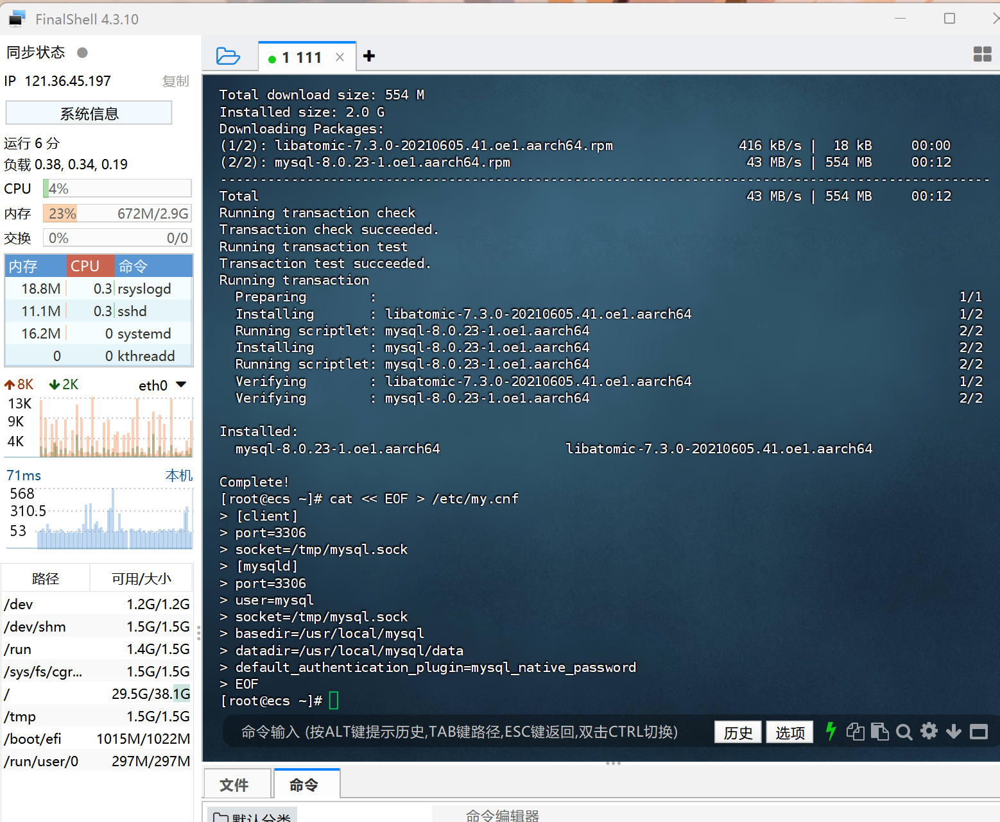 FinalShell 4.3.10
同步状态
IP 121.36.45.197 复制
系统信息
运行 6 分
负载 0.38, 0.34, 0.19
CPU 4%
内存 23% 672M/2.9G
交换 0% 0/0
内存 CPU 命令
18.8M 0.3 rsyslogd
11.1M 0.3 sshd
16.2M 0 systemd
0 0 kthreadd
8K 2K eth0
13K
9K
4K
71ms 本机
568
310.5
53
路径 可用/大小
/dev 1.2G/1.2G
/dev/shm 1.5G/1.5G
/run 1.4G/1.5G
/sys/fs/cgr... 1.5G/1.5G
/ 29.5G/38.1G
/tmp 1.5G/1.5G
/boot/efi 1015M/1022M
/run/user/0 297M/297M
1 111
Total download size: 554 M
Installed size: 2.0 G
Downloading Packages:
(1/2): libatomic-7.3.0-20210605.41.oe1.aarch64.rpm 416 kB/s | 18 kB 00:00
(2/2): mysql-8.0.23-1.oe1.aarch64.rpm 43 MB/s | 554 MB 00:12
--------------------------------------------------------------------------------------------------
Total 43 MB/s | 554 MB 00:12
Running transaction check
Transaction check succeeded.
Running transaction test
Transaction test succeeded.
Running transaction
Preparing : 1/1
Installing : libatomic-7.3.0-20210605.41.oe1.aarch64 1/2
Running scriptlet: mysql-8.0.23-1.oe1.aarch64 2/2
Installing : mysql-8.0.23-1.oe1.aarch64 2/2
Running scriptlet: mysql-8.0.23-1.oe1.aarch64 2/2
Verifying : libatomic-7.3.0-20210605.41.oe1.aarch64 1/2
Verifying : mysql-8.0.23-1.oe1.aarch64 2/2
Installed:
mysql-8.0.23-1.oe1.aarch64 libatomic-7.3.0-20210605.41.oe1.aarch64
Complete!
[root@ecs ~]# cat << EOF > /etc/my.cnf
> [client]
> port=3306
> socket=/tmp/mysql.sock
> [mysqld]
> port=3306
> user=mysql
> socket=/tmp/mysql.sock
> basedir=/usr/local/mysql
> datadir=/usr/local/mysql/data
> default_authentication_plugin=mysql_native_password
> EOF
[root@ecs ~]#
命令输入 (按ALT键提示历史,TAB键路径,ESC键返回,双击CTRL切换) 历史 选项
文件 命令
默认分类 命令编辑器